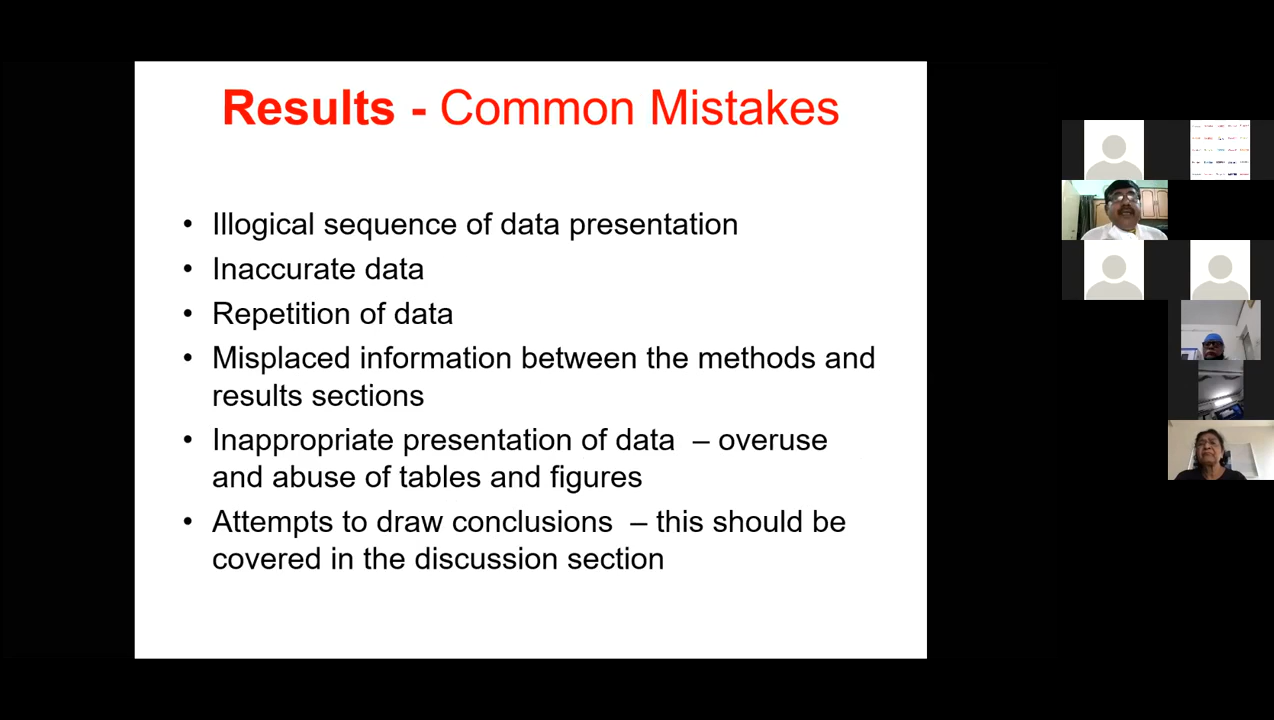 Results - Common Mistakes
• Illogical sequence of data presentation
• Inaccurate data
• Repetition of data
• Misplaced information between the methods and
results sections
• Inappropriate presentation of data – overuse
and abuse of tables and figures
• Attempts to draw conclusions – this should be
covered in the discussion section